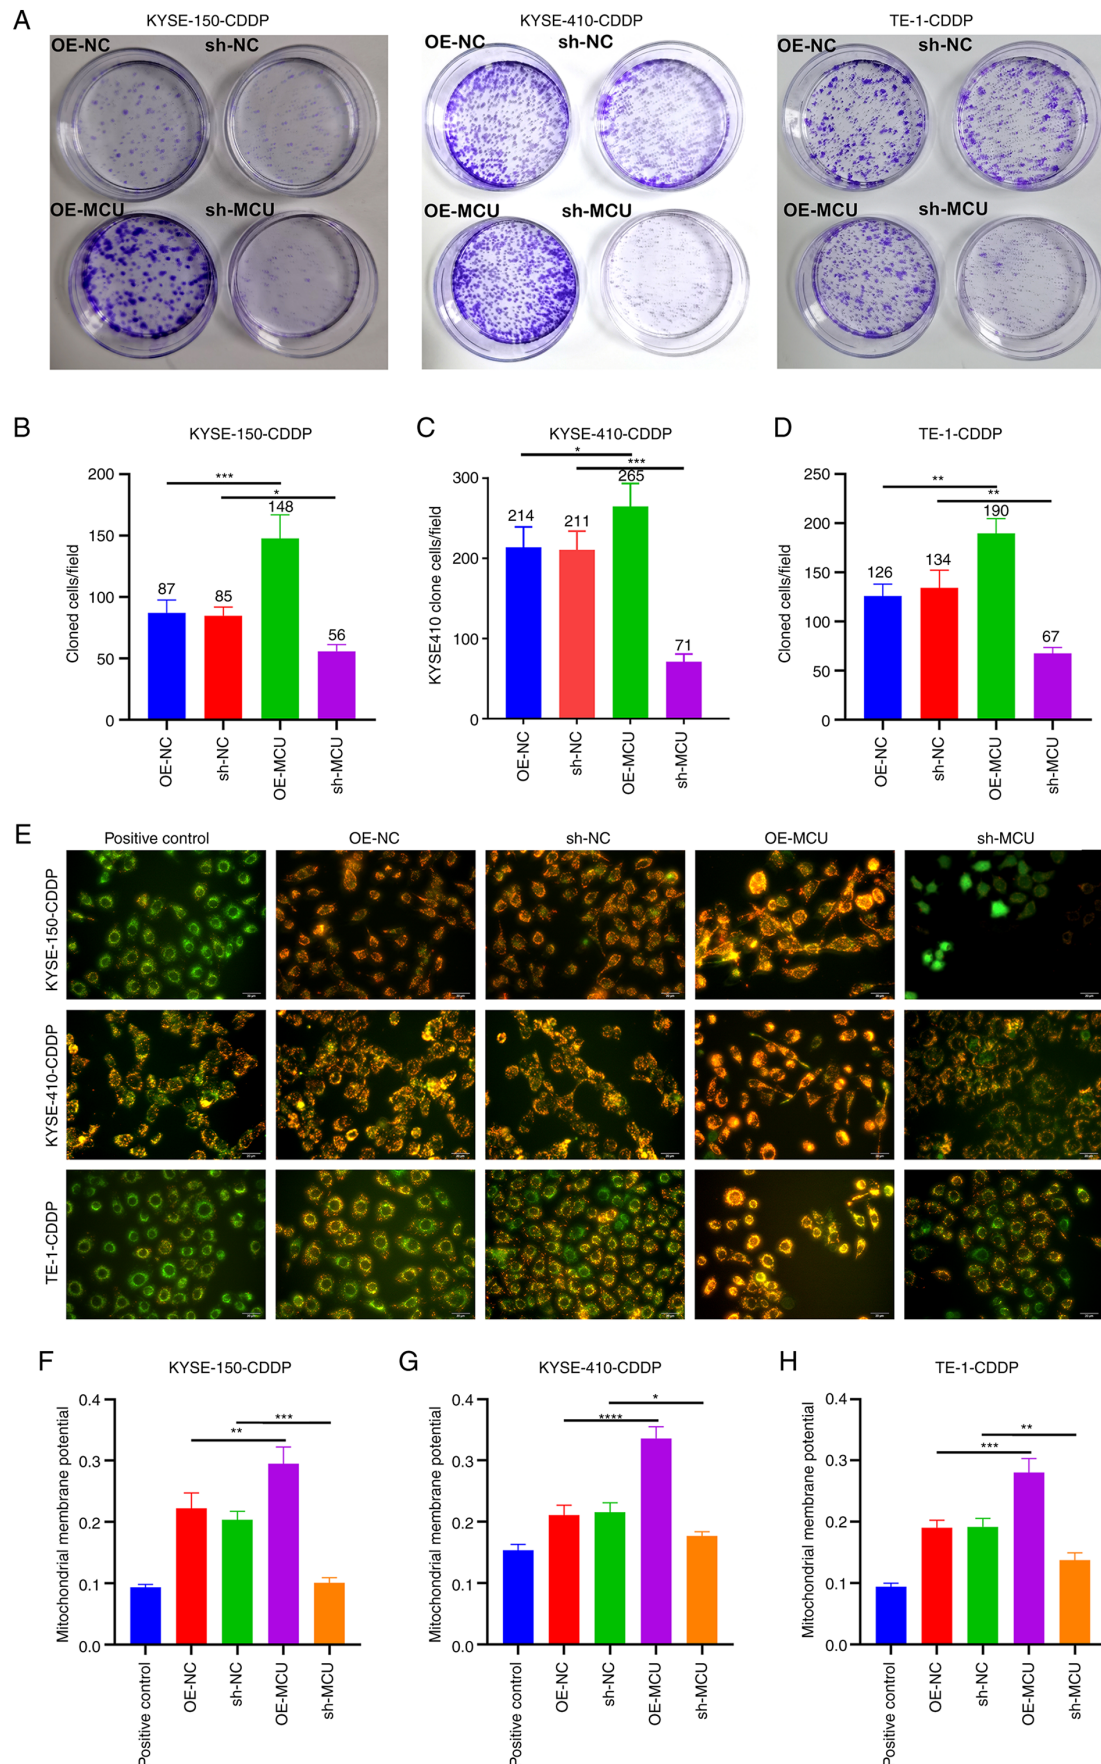 A
KYSE-150-CDDP
KYSE-410-CDDP
TE-1-CDDP
OE-NC
sh-NC
OE-NC
sh-NC
OE-NC
sh-NC
OE-MCU
sh-MCU
OE-MCU
sh-MCU
OE-MCU
sh-MCU
B
KYSE-150-CDDP
Cloned cells/field
200
150
100
50
0
***
*
87
85
148
56
OE-NC
sh-NC
OE-MCU
sh-MCU
C
KYSE-410-CDDP
KYSE410 clone cells/field
300
200
100
0
*
***
214
211
265
71
OE-NC
sh-NC
OE-MCU
sh-MCU
D
TE-1-CDDP
Cloned cells/field
250
200
150
100
50
0
**
**
126
134
190
67
OE-NC
sh-NC
OE-MCU
sh-MCU
E
Positive control
OE-NC
sh-NC
OE-MCU
sh-MCU
KYSE-150-CDDP
KYSE-410-CDDP
TE-1-CDDP
F
KYSE-150-CDDP
Mitochondrial membrane potential
0.4
0.3
0.2
0.1
0.0
***
**
Positive control
OE-NC
sh-NC
OE-MCU
sh-MCU
G
KYSE-410-CDDP
Mitochondrial membrane potential
0.4
0.3
0.2
0.1
0.0
*
****
Positive control
OE-NC
sh-NC
OE-MCU
sh-MCU
H
TE-1-CDDP
Mitochondrial membrane potential
0.4
0.3
0.2
0.1
0.0
**
***
Positive control
OE-NC
sh-NC
OE-MCU
sh-MCU